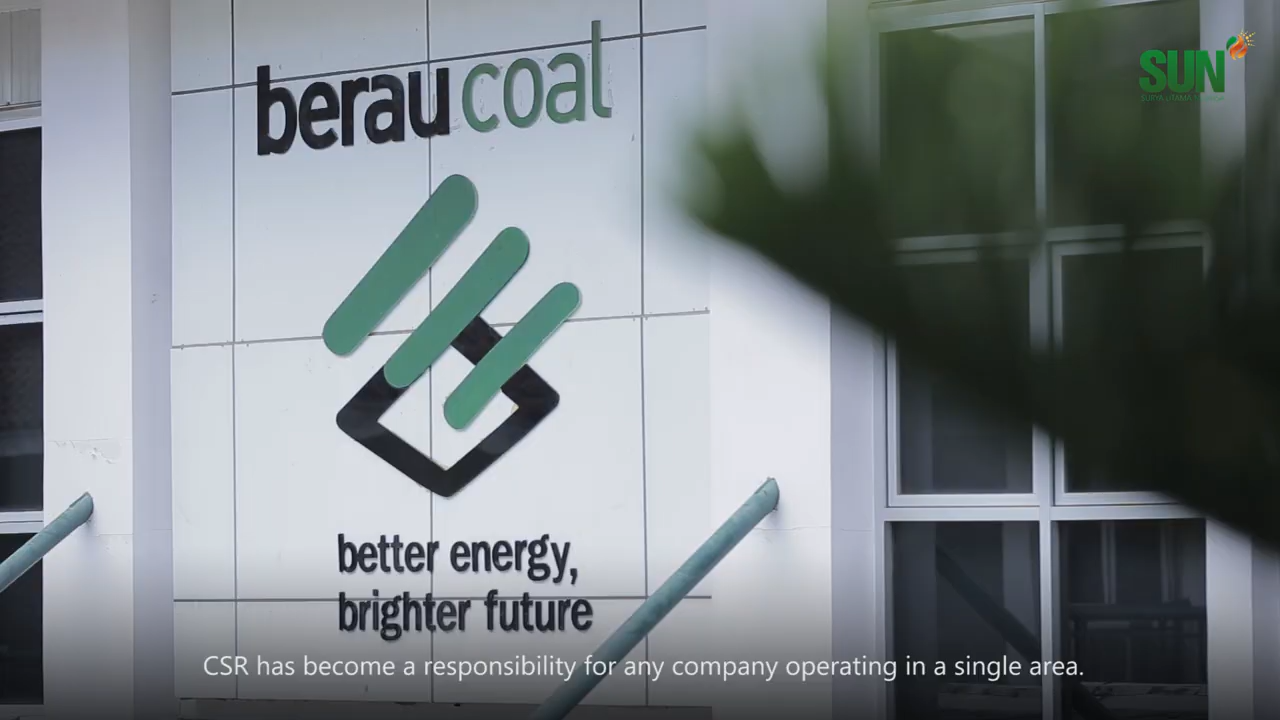 berau coal
SUN
better energy,
brighter future
CSR has become a responsibility for any company operating in a single area.